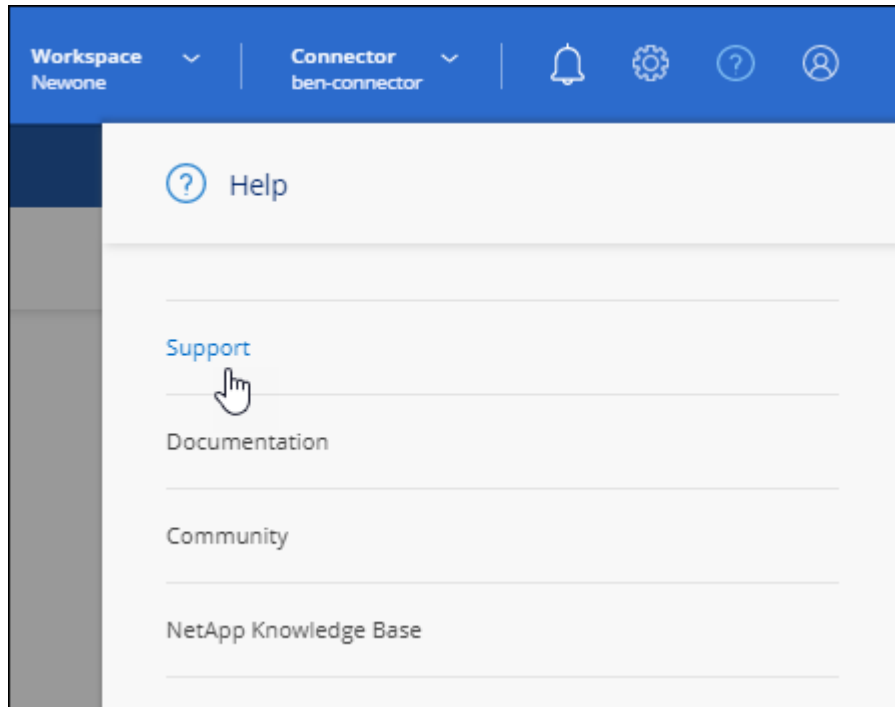 Workspace
Newone
Connector
ben-connector
Help
Support
Documentation
Community
NetApp Knowledge Base